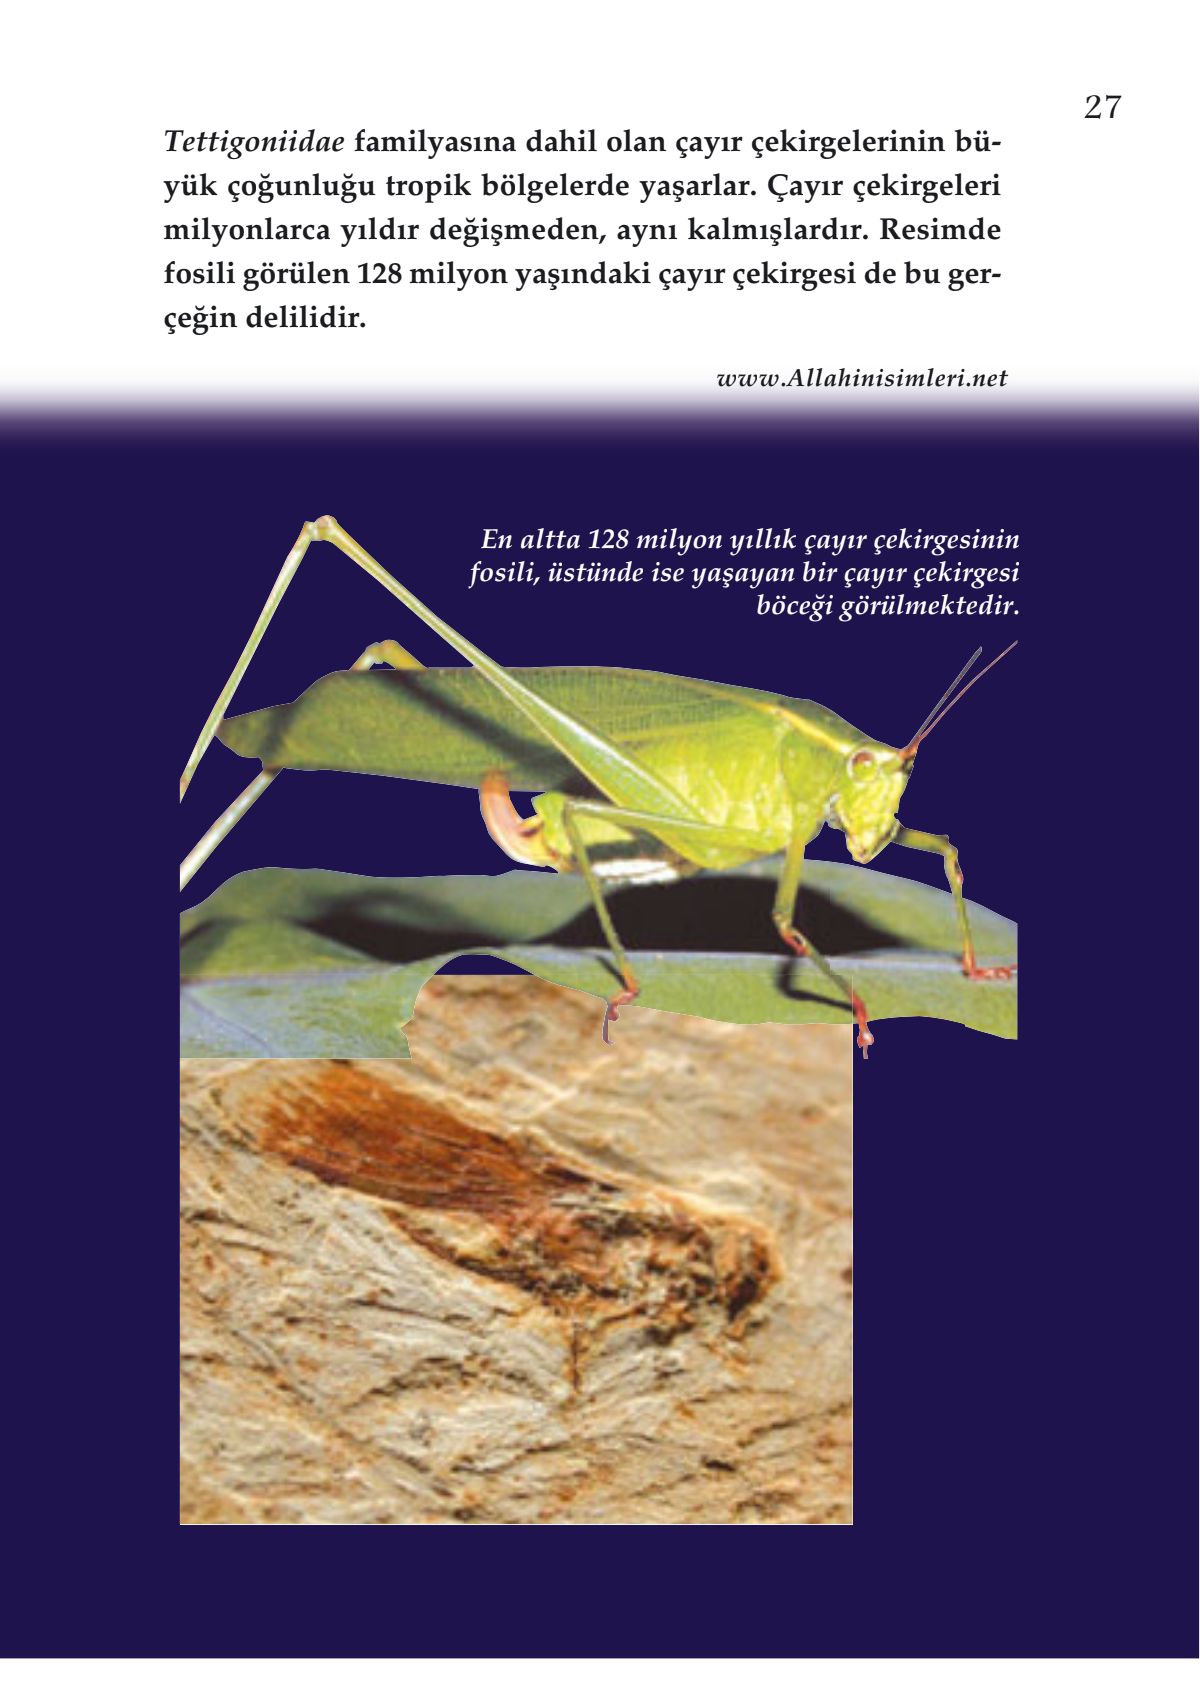 27
Tettigoniidae familyasına dahil olan çayır çekirgelerinin bü-
yük çoğunluğu tropik bölgelerde yaşarlar. Çayır çekirgeleri
milyonlarca yıldır değişmeden, aynı kalmışlardır. Resimde
fosili görülen 128 milyon yaşındaki çayır çekirgesi de bu ger-
çeğin delilidir.
www.Allahinisimleri.net
En altta 128 milyon yıllık çayır çekirgesinin
fosili, üstünde ise yaşayan bir çayır çekirgesi
böceği görülmektedir.